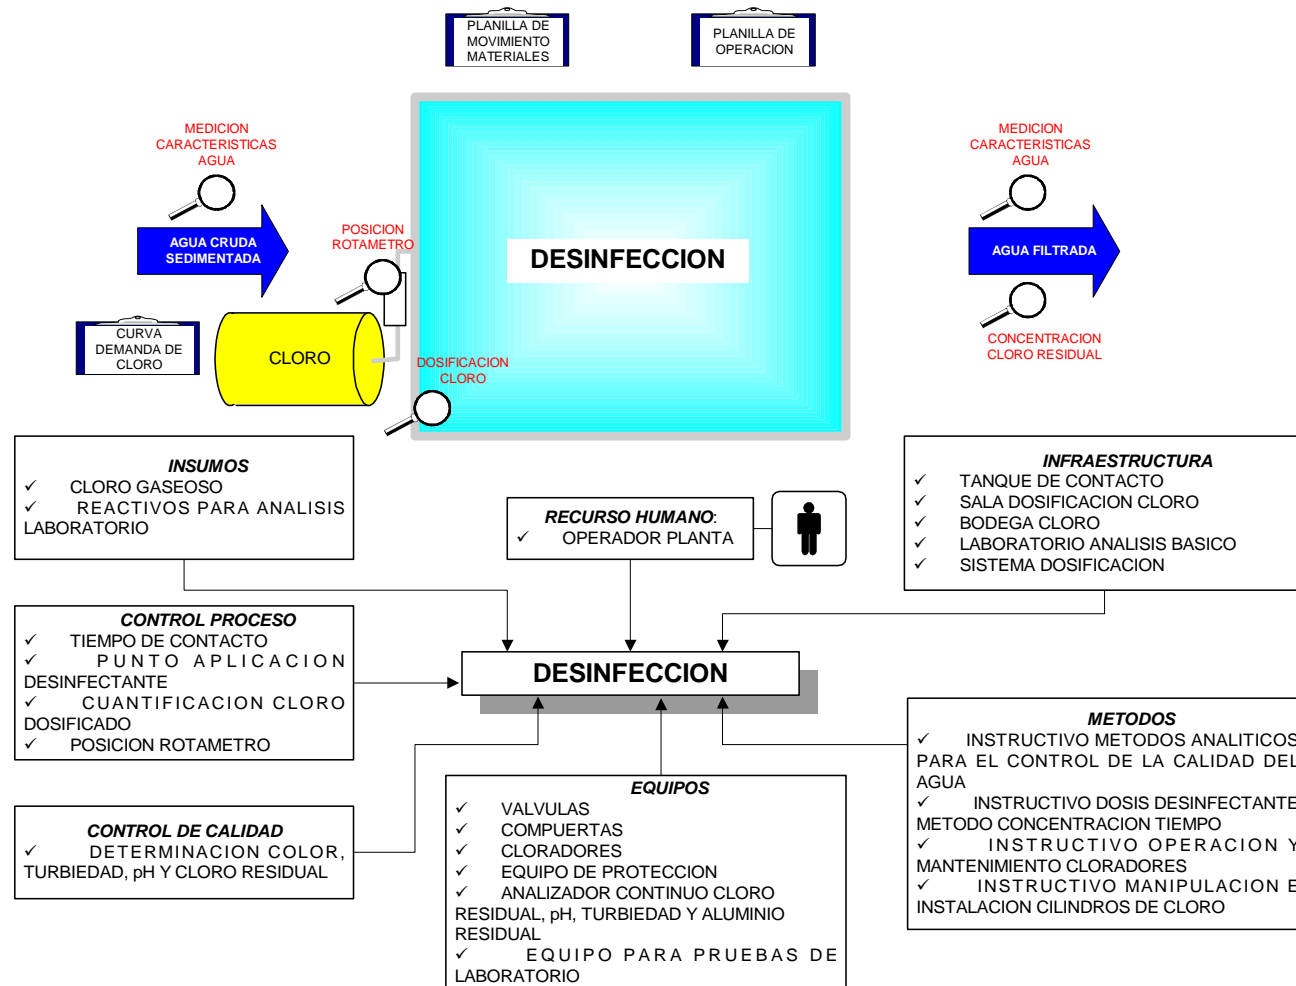 PLANILLA DE
MOVIMIENTO
MATERIALES
PLANILLA DE
OPERACION
MEDICION
CARACTERISTICAS
AGUA
MEDICION
CARACTERISTICAS
AGUA
AGUA CRUDA
SEDIMENTADA
POSICION
ROTAMETRO
DESINFECCION
AGUA FILTRADA
CURVA
DEMANDA DE
CLORO
CLORO
DOSIFICACION
CLORO
CONCENTRACION
CLORO RESIDUAL
INSUMOS
✓ CLORO GASEOSO
✓ REACTIVOS PARA ANALISIS
LABORATORIO
RECURSO HUMANO:
✓ OPERADOR PLANTA
INFRAESTRUCTURA
✓ TANQUE DE CONTACTO
✓ SALA DOSIFICACION CLORO
✓ BODEGA CLORO
✓ LABORATORIO ANALISIS BASICO
✓ SISTEMA DOSIFICACION
CONTROL PROCESO
✓ TIEMPO DE CONTACTO
✓ PUNTO APLICACION
DESINFECTANTE
✓ CUANTIFICACION CLORO
DOSIFICADO
✓ POSICION ROTAMETRO
DESINFECCION
CONTROL DE CALIDAD
✓ DETERMINACION COLOR,
TURBIEDAD, pH Y CLORO RESIDUAL
EQUIPOS
✓ VALVULAS
✓ COMPUERTAS
✓ CLORADORES
✓ EQUIPO DE PROTECCION
✓ ANALIZADOR CONTINUO CLORO
RESIDUAL, pH, TURBIEDAD Y ALUMINIO
RESIDUAL
✓ EQUIPO PARA PRUEBAS DE
LABORATORIO
METODOS
✓ INSTRUCTIVO METODOS ANALITICOS
PARA EL CONTROL DE LA CALIDAD DEL
AGUA
✓ INSTRUCTIVO DOSIS DESINFECTANTE
METODO CONCENTRACION TIEMPO
✓ INSTRUCTIVO OPERACION Y
MANTENIMIENTO CLORADORES
✓ INSTRUCTIVO MANIPULACION E
INSTALACION CILINDROS DE CLORO